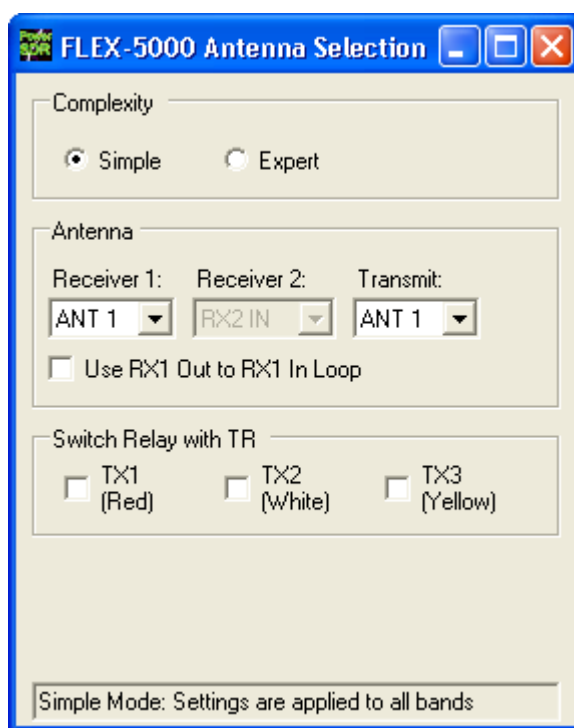 Power SDR FLEX-5000 Antenna Selection
Complexity
Simple Expert
Antenna
Receiver 1: Receiver 2: Transmit:
ANT 1 RX2 IN ANT 1
Use RX1 Out to RX1 In Loop
Switch Relay with TR
TX1 TX2 TX3
(Red) (White) (Yellow)
Simple Mode: Settings are applied to all bands